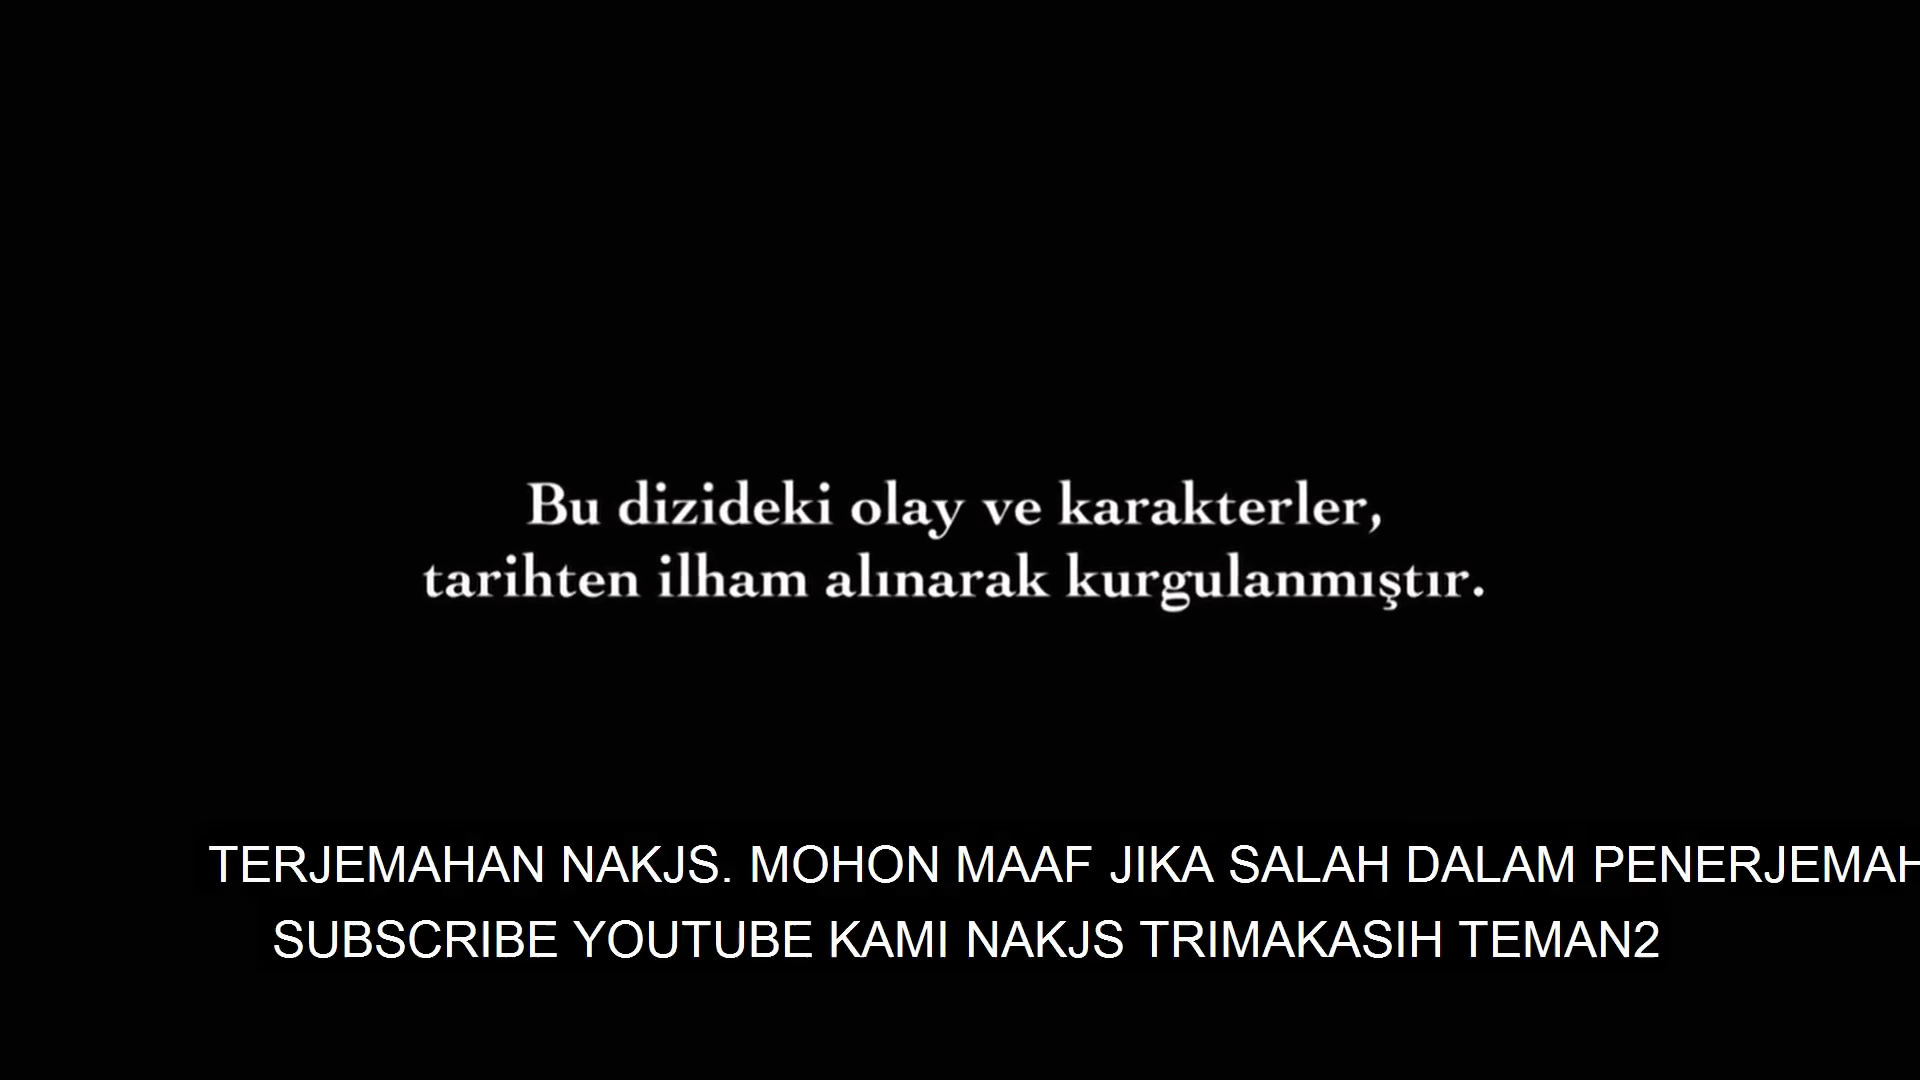 Bu dizideki olay ve karakterler,
tarihten ilham alınarak kurgulanmıştır.
TERJEMAHAN NAKJS. MOHON MAAF JIKA SALAH DALAM PENERJEMAH
SUBSCRIBE YOUTUBE KAMI NAKJS TRIMAKASIH TEMAN2